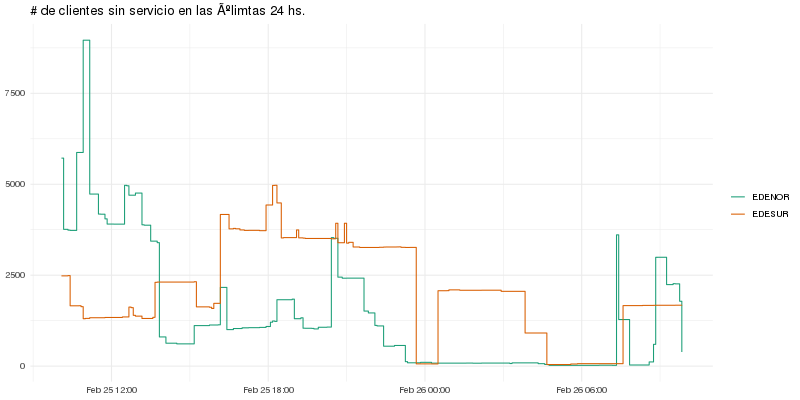 # de clientes sin servicio en las Ãºlimtas 24 hs.
7500
5000
2500
0
Feb 25 12:00
Feb 25 18:00
Feb 26 00:00
Feb 26 06:00
EDENOR
EDESUR